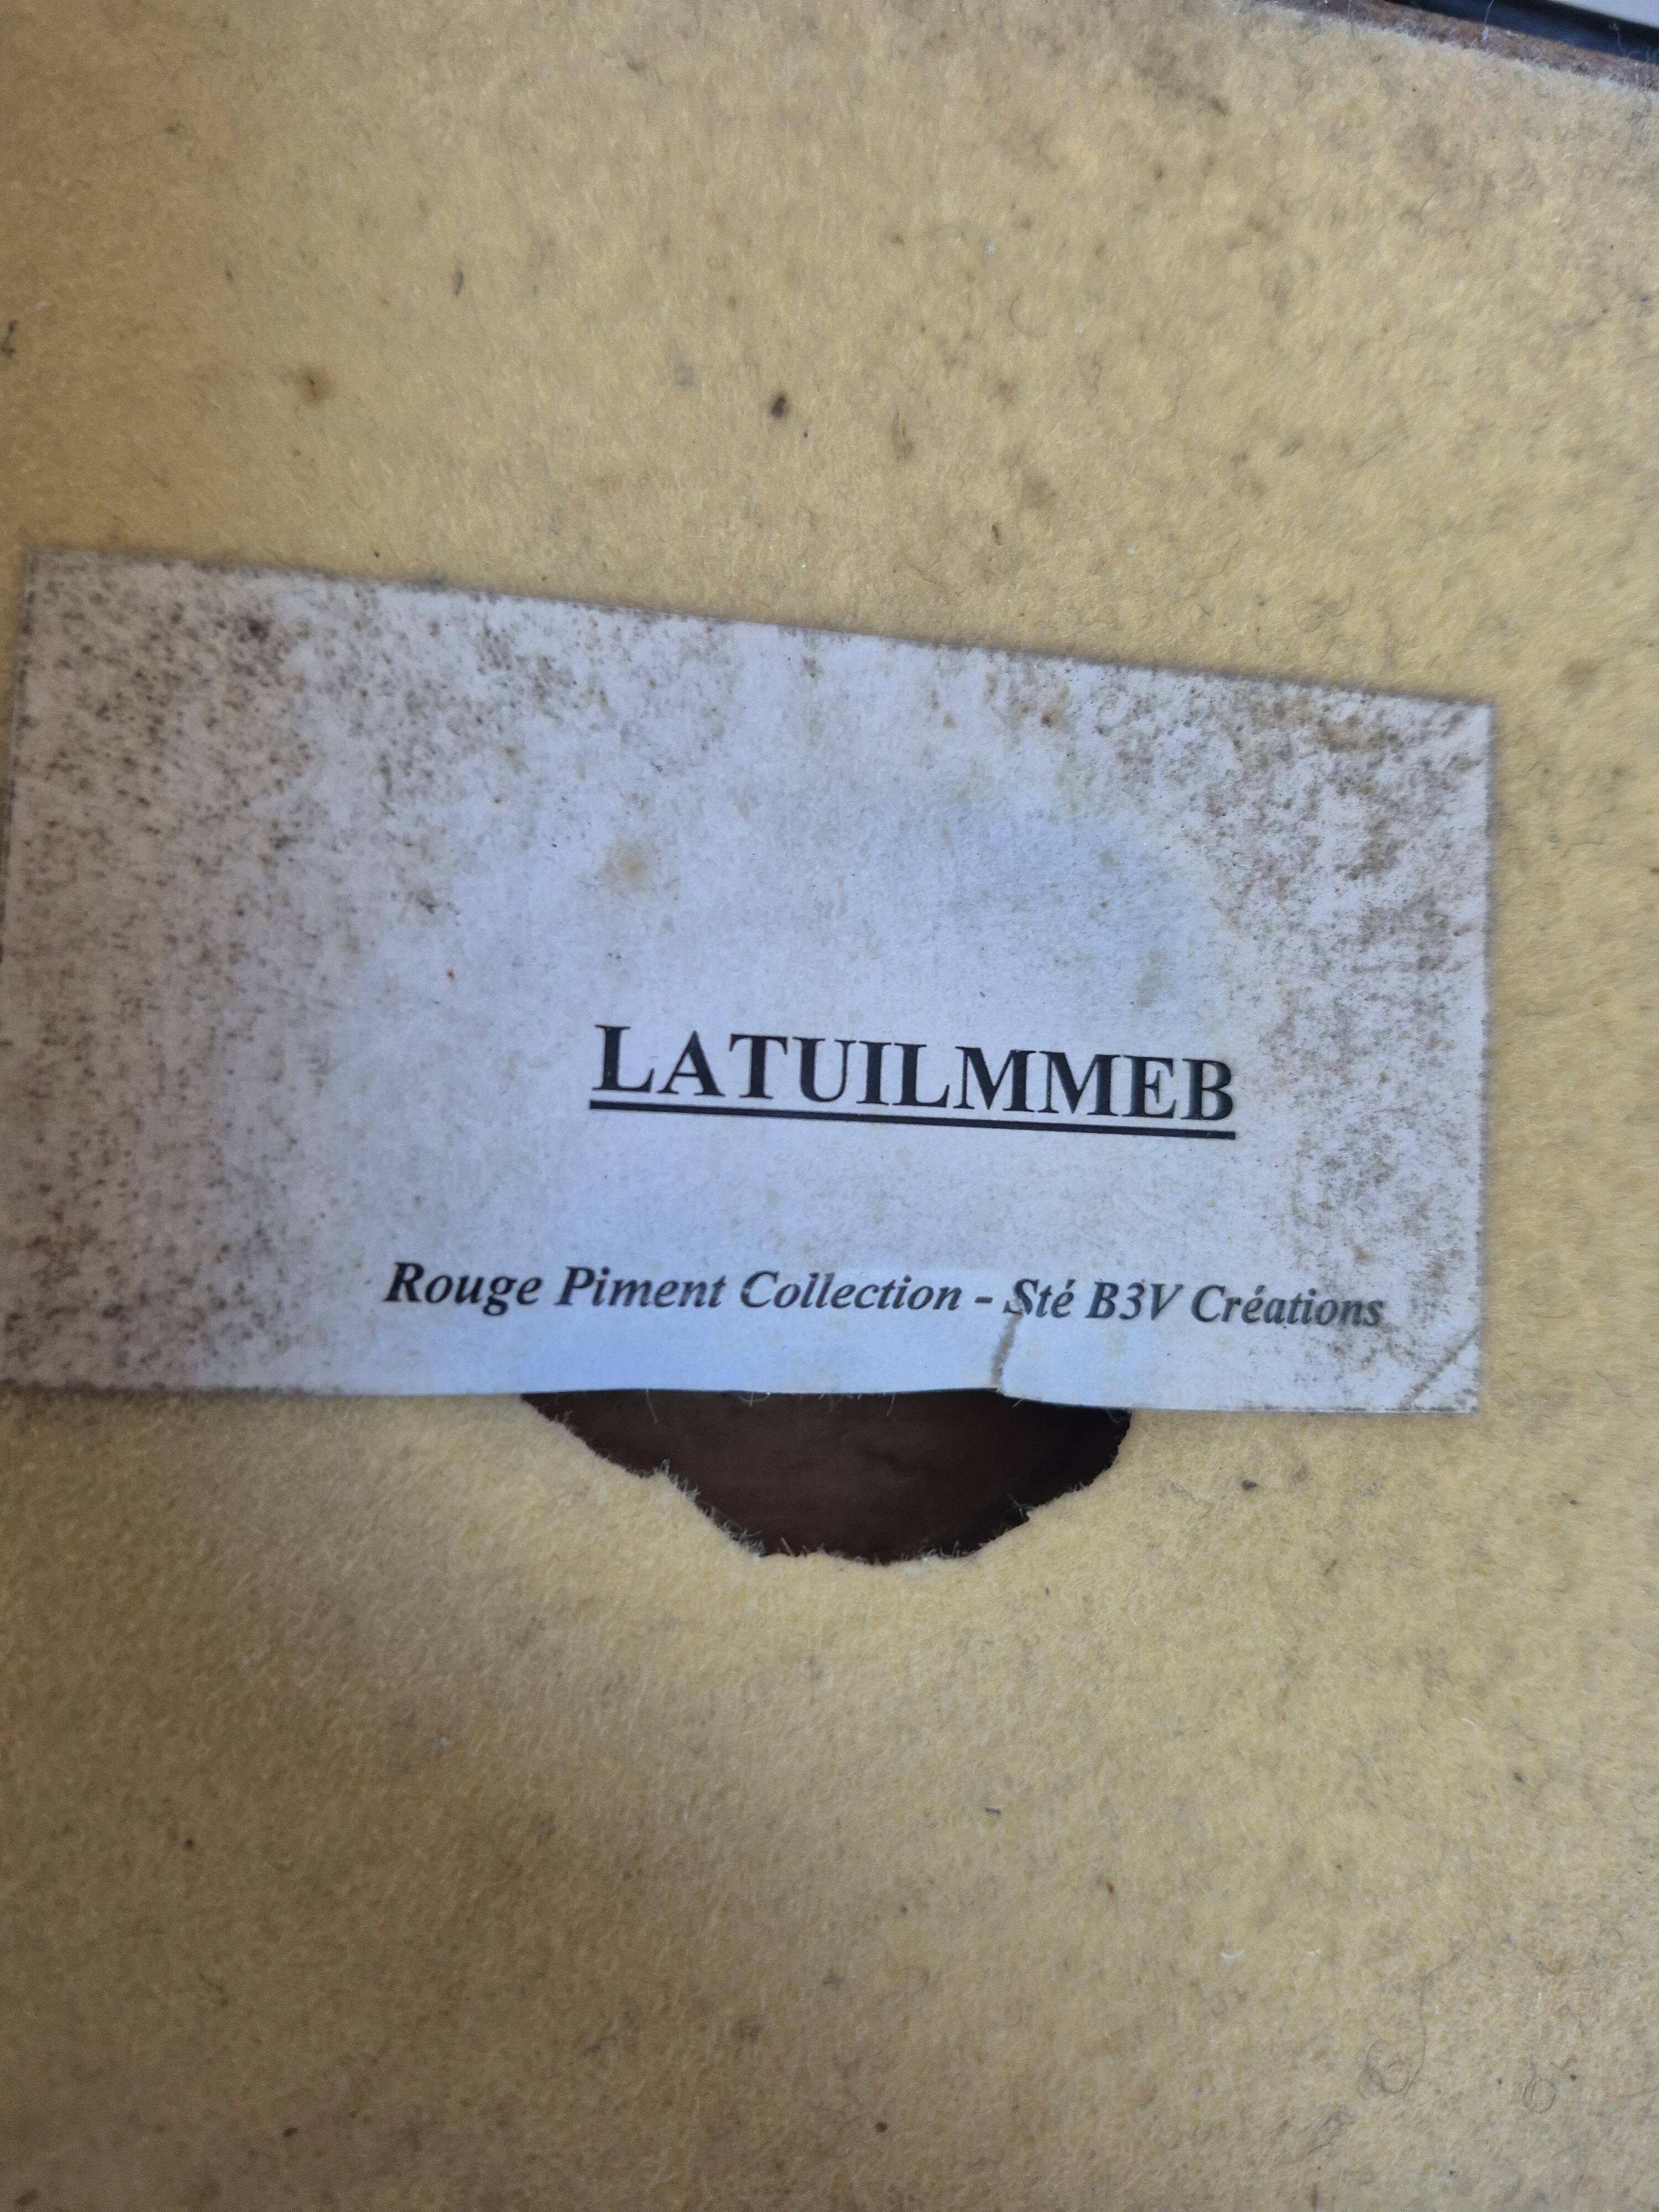 LATUILMMEB
Rouge Piment Collection - Sté B3V Créations